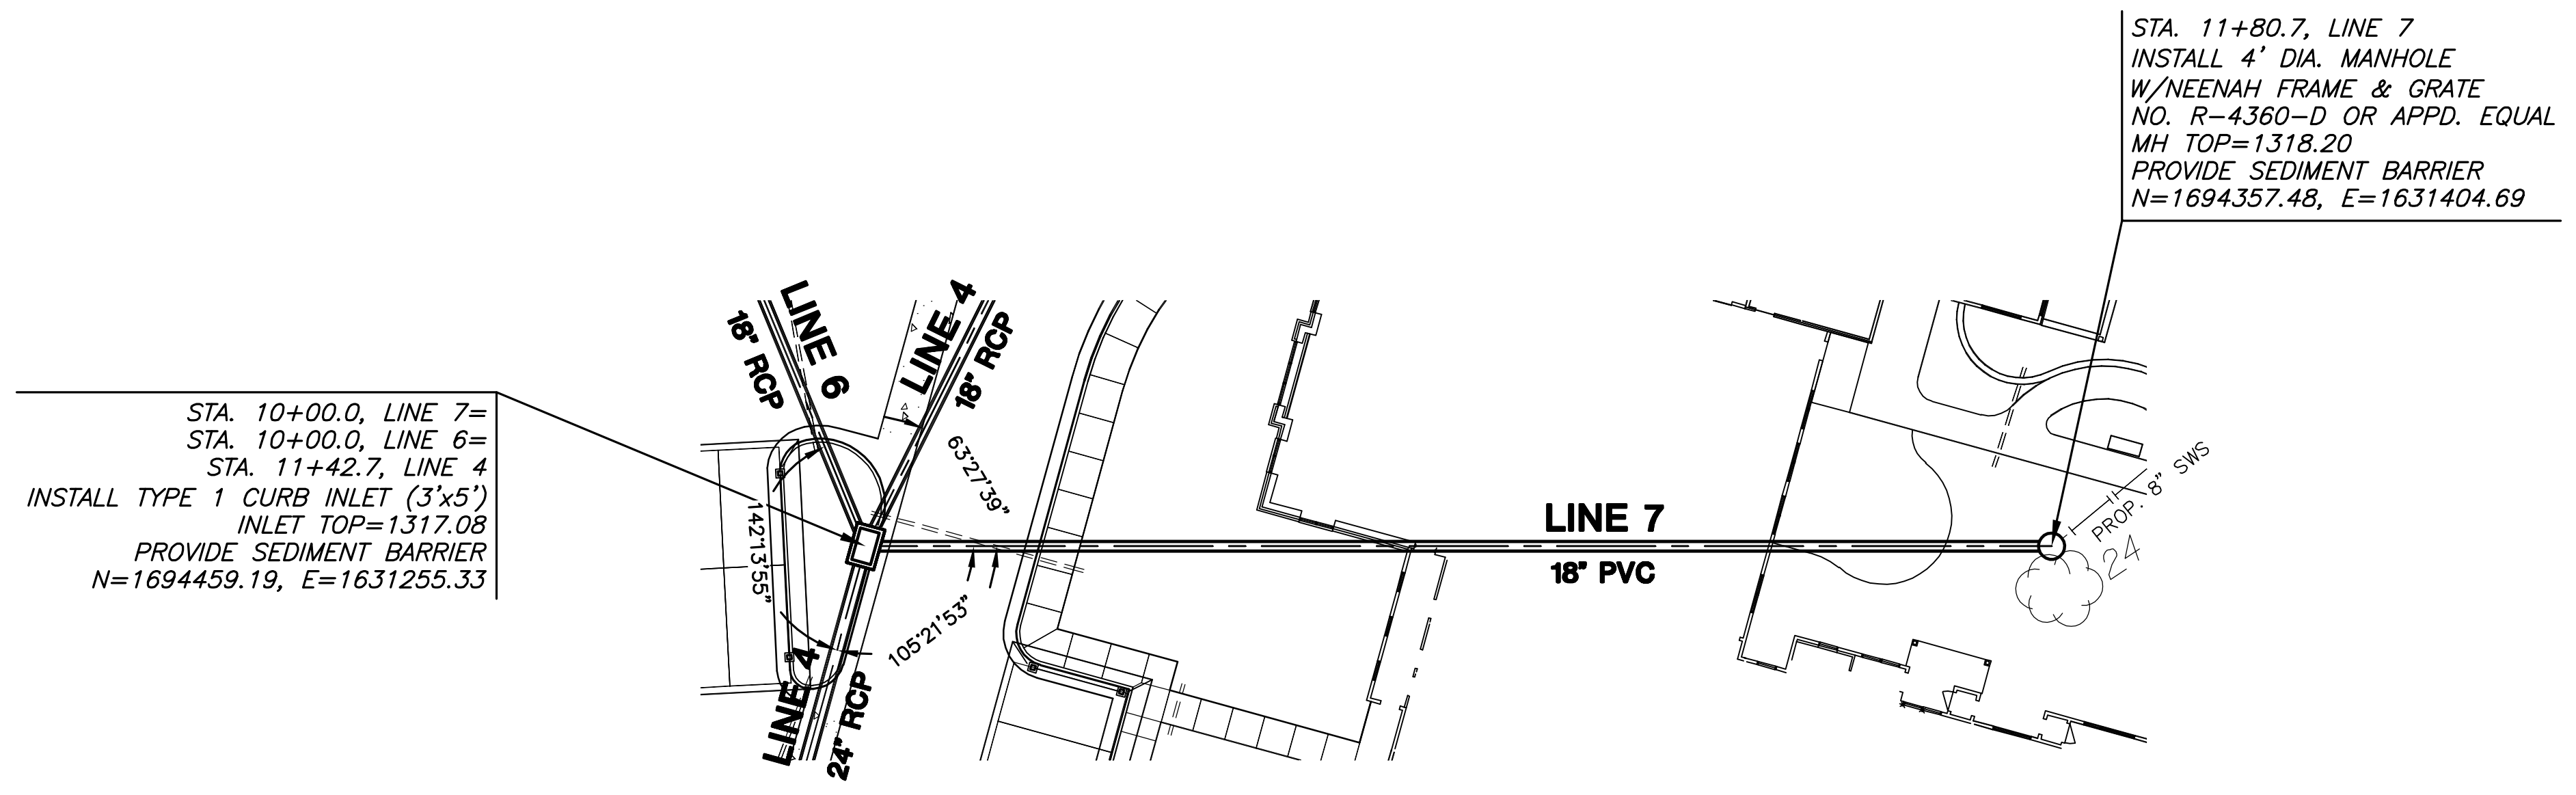 STA. 11+80.7, LINE 7
INSTALL 4' DIA. MANHOLE
W/NEENAH FRAME & GRATE
NO. R-4360-D OR APPD. EQUAL
MH TOP=1318.20
PROVIDE SEDIMENT BARRIER
N=1694357.48, E=1631404.69
LINE 6
18" RCP
LINE 4
18" RCP
STA. 10+00.0, LINE 7=
STA. 10+00.0, LINE 6=
STA. 11+42.7, LINE 4
INSTALL TYPE 1 CURB INLET (3'x5')
INLET TOP=1317.08
PROVIDE SEDIMENT BARRIER
N=1694459.19, E=1631255.33
63°27'39"
142°13'55"
105°21'53"
LINE 7
18" PVC
PROP. 8" SWS
24
LINE 4
24" RCP